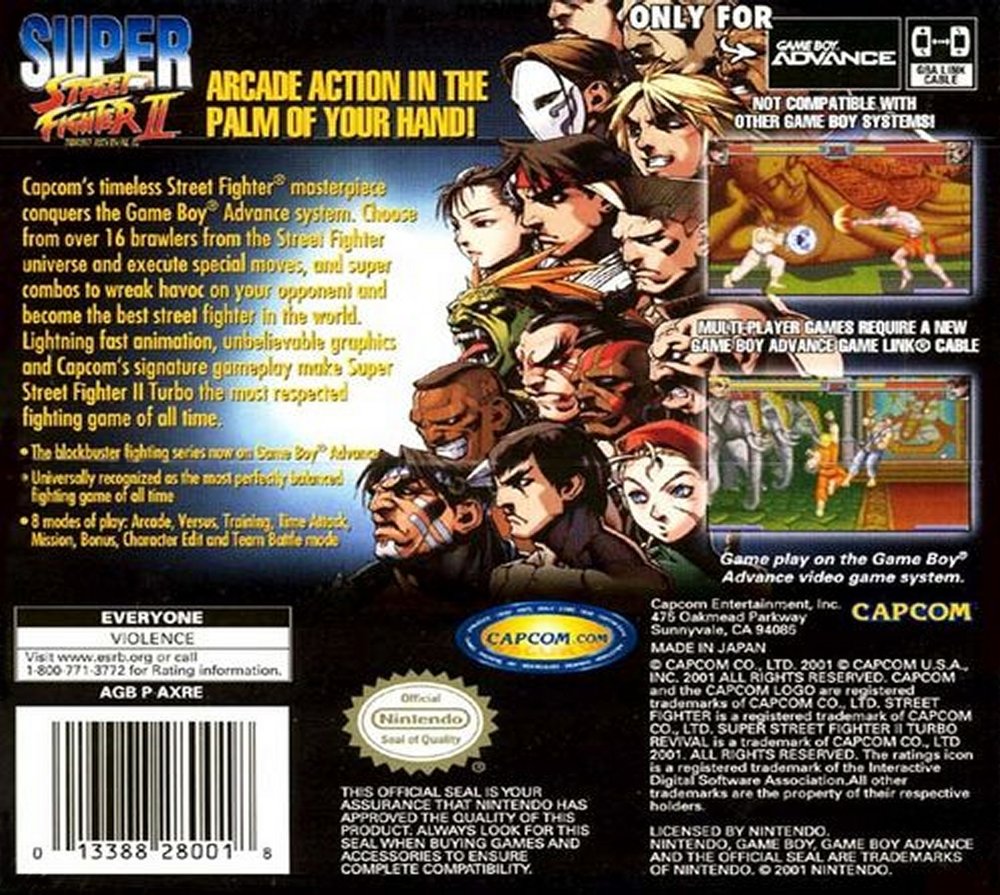 SUPER
STREET
FIGHTER II
ARCADE ACTION IN THE
PALM OF YOUR HAND!
ONLY FOR
GAME BOY
ADVANCE
GBA LINK
CABLE
NOT COMPATIBLE WITH
OTHER GAME BOY SYSTEMS!
Capcom's timeless Street Fighter® masterpiece
conquers the Game Boy® Advance system. Choose
from over 16 brawlers from the Street Fighter
universe and execute special moves, and super
combos to wreak havoc on your opponent and
become the best street fighter in the world.
Lightning fast animation, unbelievable graphics
and Capcom's signature gameplay make Super
Street Fighter II Turbo the most respected
fighting game of all time.
• The blockbuster fighting series now on Game Boy® Advance
• Universally recognized as the most perfectly balanced
fighting game of all time
• 8 modes of play: Arcade, Versus, Training, Time Attack,
Mission, Bonus, Character Edit and Team Battle mode
MULTI-PLAYER GAMES REQUIRE A NEW
GAME BOY ADVANCE GAME LINK® CABLE
Game play on the Game Boy®
Advance video game system.
EVERYONE
VIOLENCE
Visit www.esrb.org or call
1-800-771-3772 for Rating information.
AGB P AXRE
0 13388 28001 8
CAPCOM.COM
Official
Nintendo
Seal of Quality
®
THIS OFFICIAL SEAL IS YOUR
ASSURANCE THAT NINTENDO HAS
APPROVED THE QUALITY OF THIS
PRODUCT. ALWAYS LOOK FOR THIS
SEAL WHEN BUYING GAMES AND
ACCESSORIES TO ENSURE
COMPLETE COMPATIBILITY.
Capcom Entertainment, Inc.
475 Oakmead Parkway
Sunnyvale, CA 94085
CAPCOM
MADE IN JAPAN
© CAPCOM CO., LTD. 2001 © CAPCOM U.S.A.,
INC. 2001 ALL RIGHTS RESERVED. CAPCOM
and the CAPCOM LOGO are registered
trademarks of CAPCOM CO., LTD. STREET
FIGHTER is a registered trademark of CAPCOM
CO., LTD. SUPER STREET FIGHTER II TURBO
REVIVAL is a trademark of CAPCOM CO., LTD
2001. ALL RIGHTS RESERVED. The ratings icon
is a registered trademark of the Interactive
Digital Software Association.All other
trademarks are the property of their respective
holders.
LICENSED BY NINTENDO.
NINTENDO, GAME BOY, GAME BOY ADVANCE
AND THE OFFICIAL SEAL ARE TRADEMARKS
OF NINTENDO. © 2001 NINTENDO.